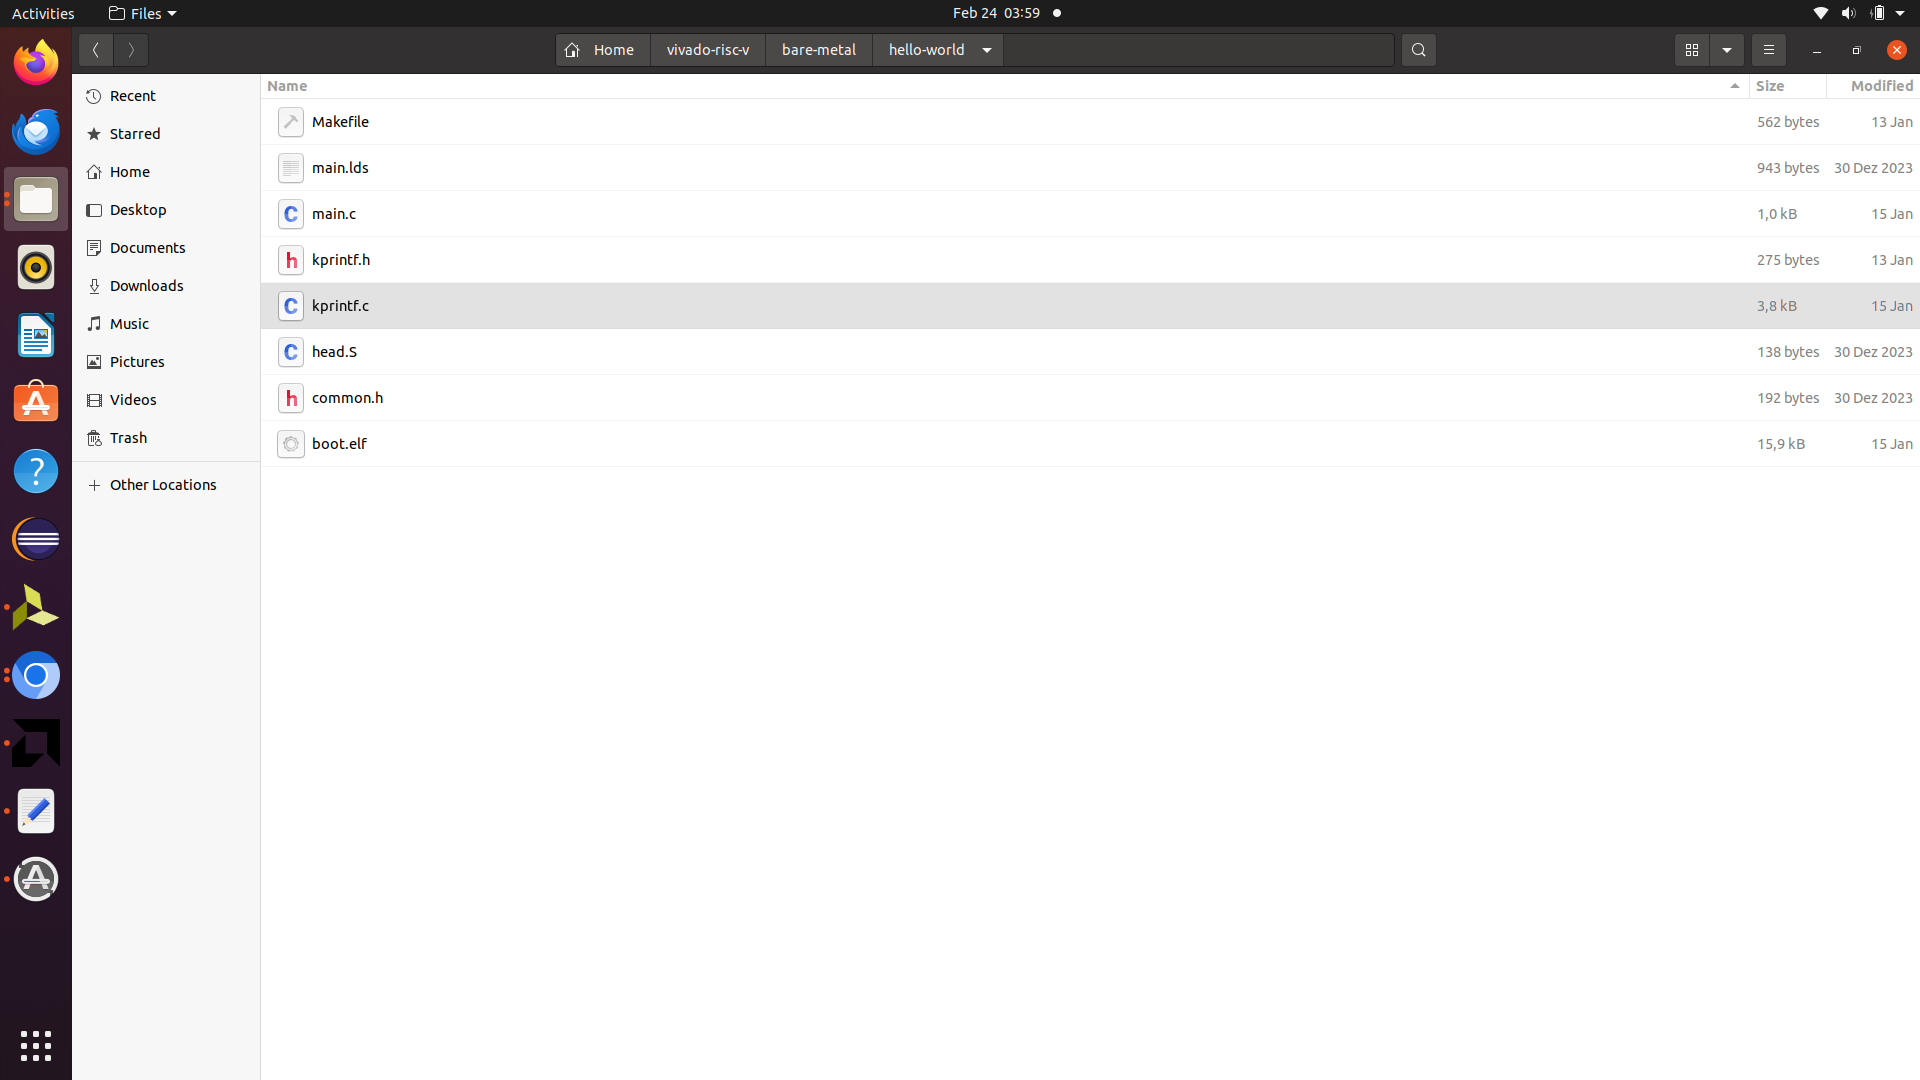 Activities Files Feb 24 03:59
Home vivado-risc-v bare-metal hello-world
Recent
Starred
Home
Desktop
Documents
Downloads
Music
Pictures
Videos
Trash
Other Locations
Name Size Modified
Makefile 562 bytes 13 Jan
main.lds 943 bytes 30 Dez 2023
main.c 1,0 kB 15 Jan
kprintf.h 275 bytes 13 Jan
kprintf.c 3,8 kB 15 Jan
head.S 138 bytes 30 Dez 2023
common.h 192 bytes 30 Dez 2023
boot.elf 15,9 kB 15 Jan